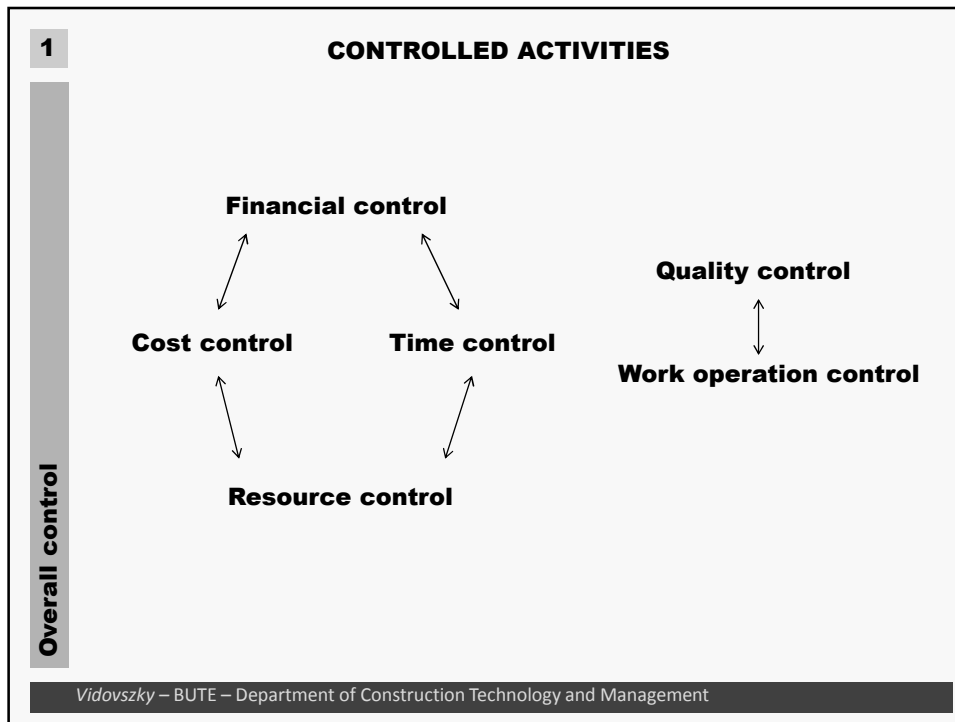 1
CONTROLLED ACTIVITIES
Financial control
Quality control
Cost control
Time control
Work operation control
Resource control
Overall control
Vidovszky – BUTE – Department of Construction Technology and Management